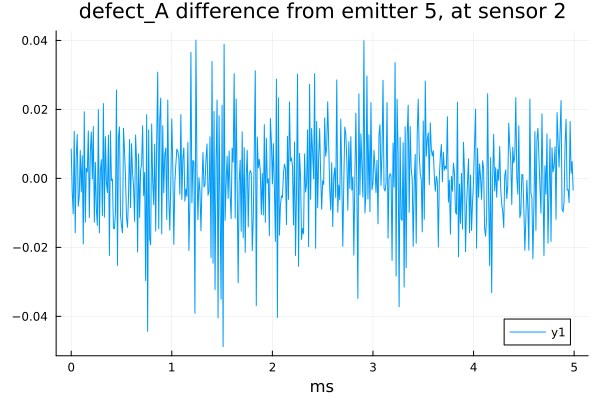 defect_A difference from emitter 5, at sensor 2
0.04
0.02
0.00
−0.02
−0.04
0 1 2 3 4 5
ms
y1